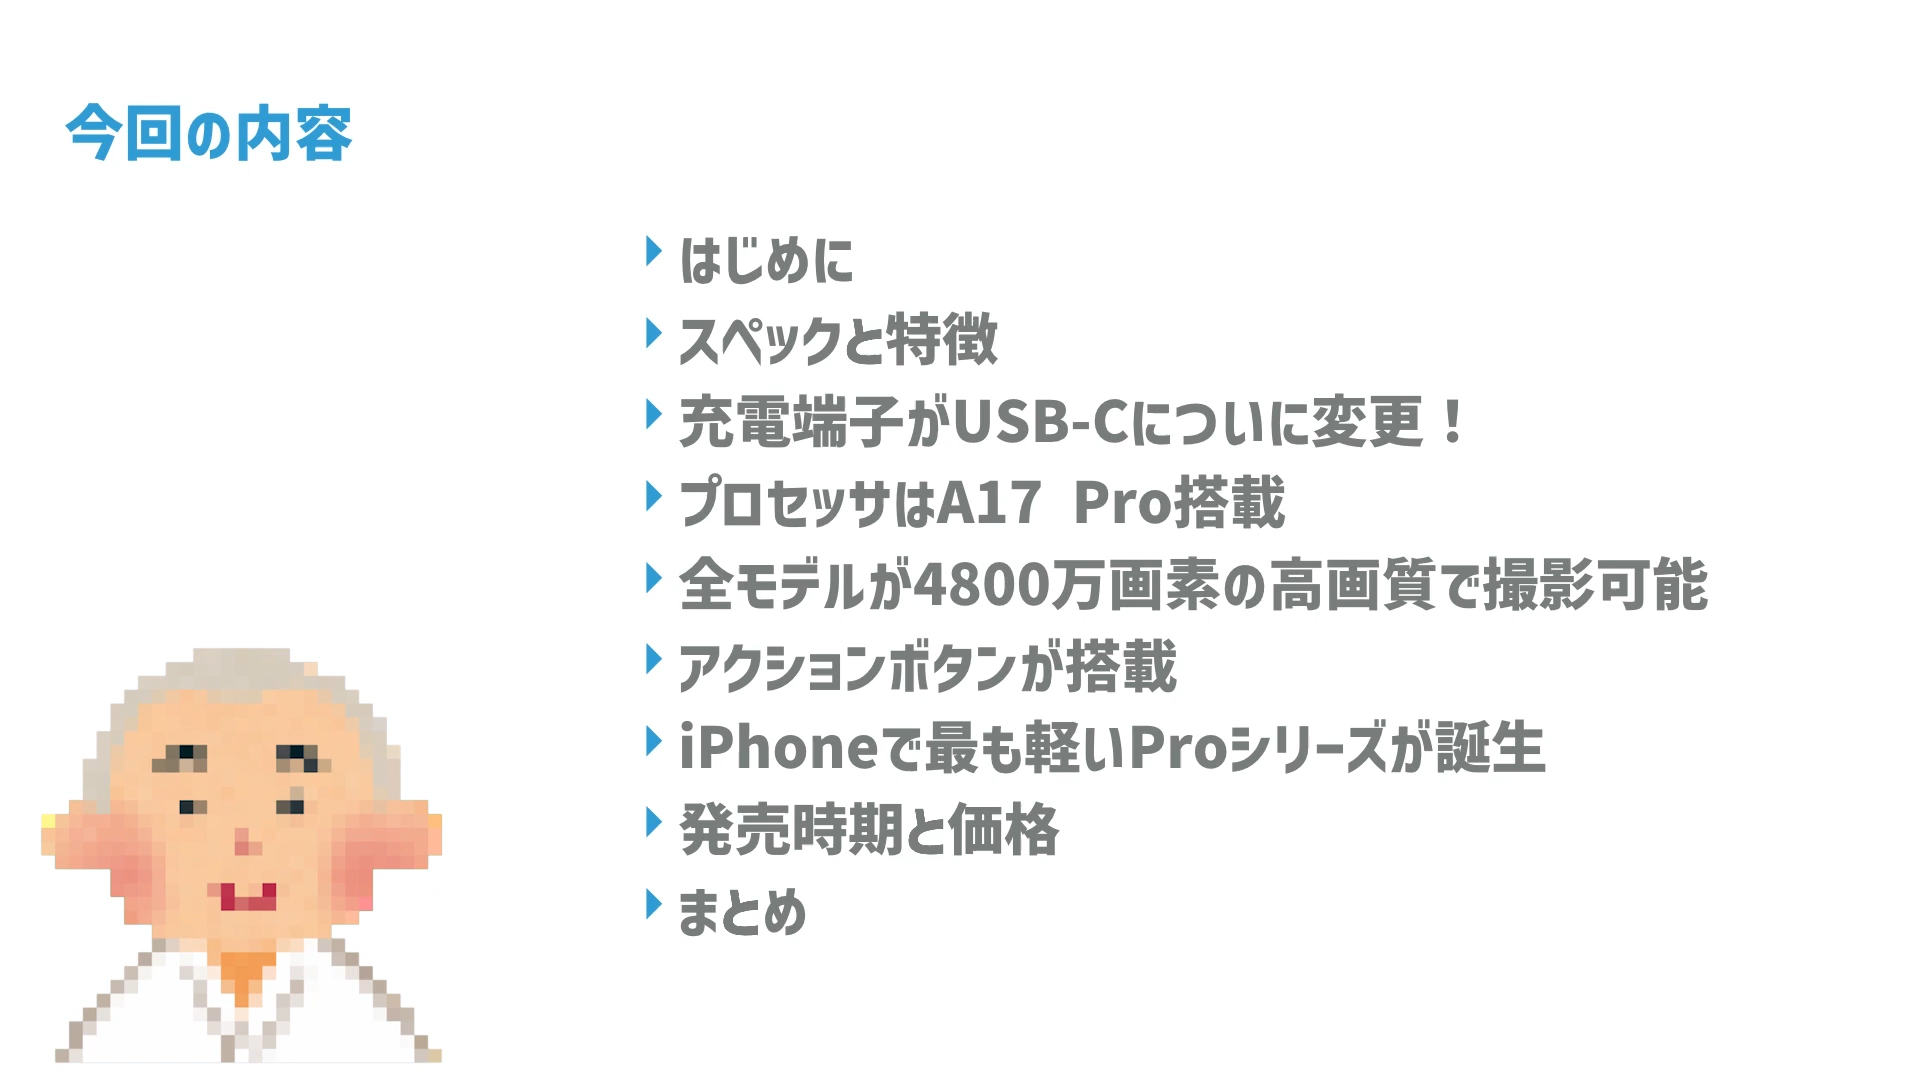 今回の内容
はじめに
スペックと特徴
充電端子がUSB-Cについに変更！
プロセッサはA17 Pro搭載
全モデルが4800万画素の高画質で撮影可能
アクションボタンが搭載
iPhoneで最も軽いProシリーズが誕生
発売時期と価格
まとめ